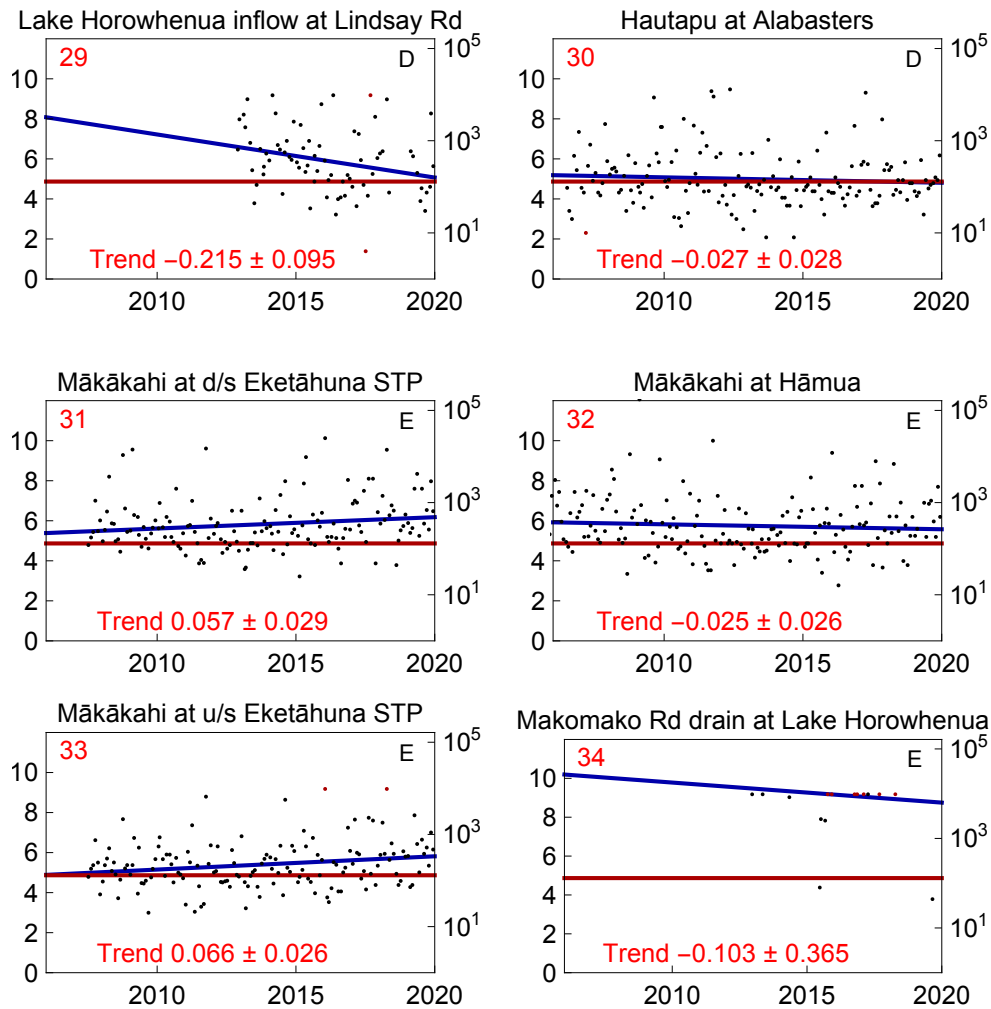 Lake Horowhenua inflow at Lindsay Rd
29
D
12
10
8
6
4
2
0
10^5
10^3
10^1
Trend −0.215 ± 0.095
2010 2015 2020
Hautapu at Alabasters
30
D
12
10
8
6
4
2
0
10^5
10^3
10^1
Trend −0.027 ± 0.028
2010 2015 2020
Mākākahi at d/s Eketāhuna STP
31
E
10
8
6
4
2
0
10^5
10^3
10^1
Trend 0.057 ± 0.029
2010 2015 2020
Mākākahi at Hāmua
32
E
10
8
6
4
2
0
10^5
10^3
10^1
Trend −0.025 ± 0.026
2010 2015 2020
Mākākahi at u/s Eketāhuna STP
33
E
10
8
6
4
2
0
10^5
10^3
10^1
Trend 0.066 ± 0.026
2010 2015 2020
Makomako Rd drain at Lake Horowhenua
34
E
10
8
6
4
2
0
10^5
10^3
10^1
Trend −0.103 ± 0.365
2010 2015 2020